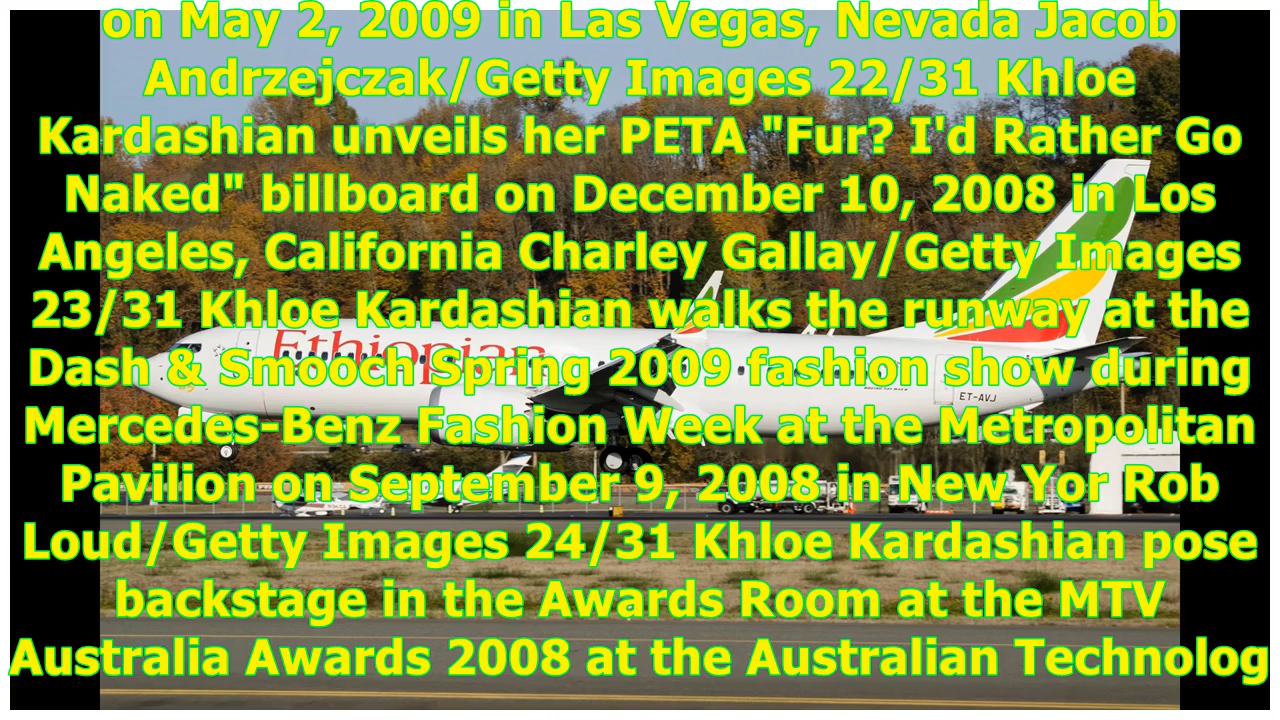 on May 2, 2009 in Las Vegas, Nevada Jacob
Andrzejczak/Getty Images 22/31 Khloe
Kardashian unveils her PETA "Fur? I'd Rather Go
Naked" billboard on December 10, 2008 in Los
Angeles, California Charley Gallay/Getty Images
23/31 Khloe Kardashian walks the runway at the
Ethiopian
Dash & Smooch Spring 2009 fashion show during
ET-AVJ
Mercedes-Benz Fashion Week at the Metropolitan
Pavilion on September 9, 2008 in New Yor Rob
Loud/Getty Images 24/31 Khloe Kardashian pose
backstage in the Awards Room at the MTV
Australia Awards 2008 at the Australian Technolog